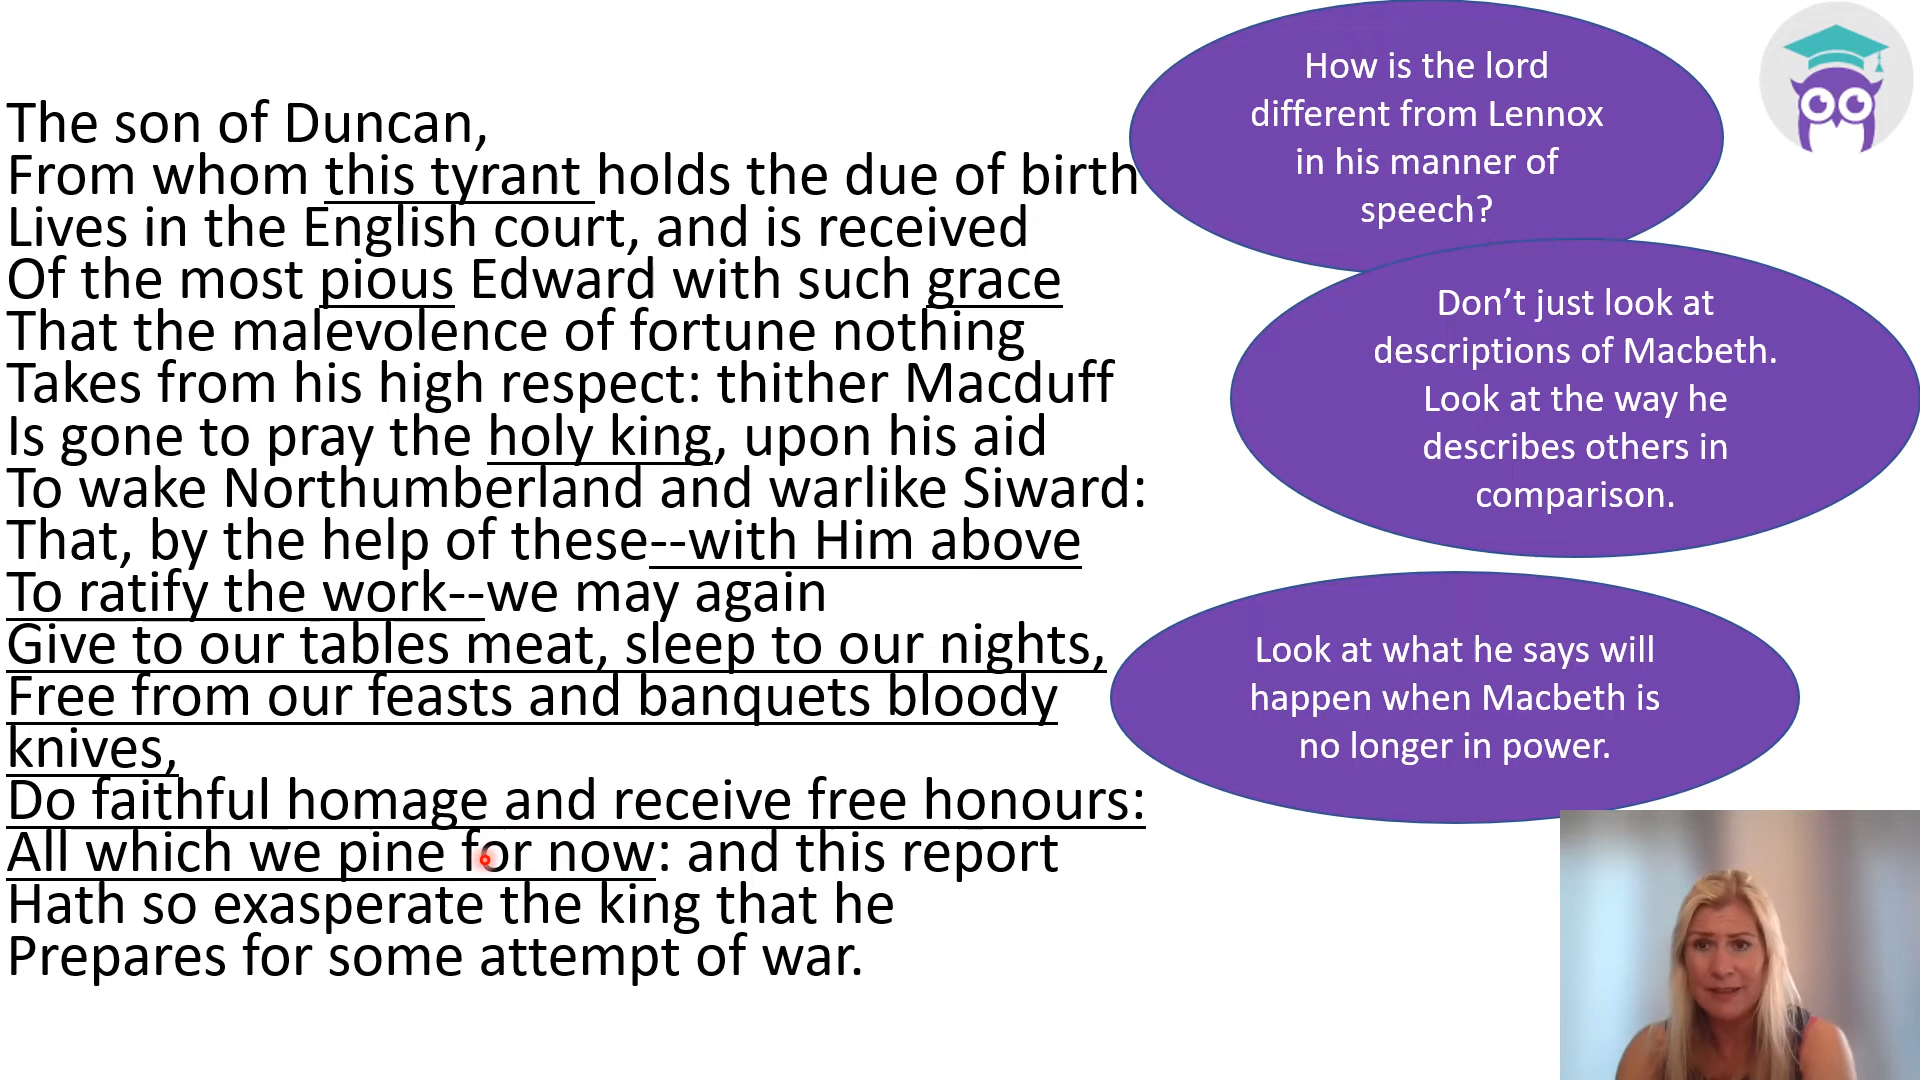 The son of Duncan,
From whom this tyrant holds the due of birth
Lives in the English court, and is received
Of the most pious Edward with such grace
That the malevolence of fortune nothing
Takes from his high respect: thither Macduff
Is gone to pray the holy king, upon his aid
To wake Northumberland and warlike Siward:
That, by the help of these--with Him above
To ratify the work--we may again
Give to our tables meat, sleep to our nights,
Free from our feasts and banquets bloody
knives,
Do faithful homage and receive free honours:
All which we pine for now: and this report
Hath so exasperate the king that he
Prepares for some attempt of war.
How is the lord
different from Lennox
in his manner of
speech?
Don’t just look at
descriptions of Macbeth.
Look at the way he
describes others in
comparison.
Look at what he says will
happen when Macbeth is
no longer in power.